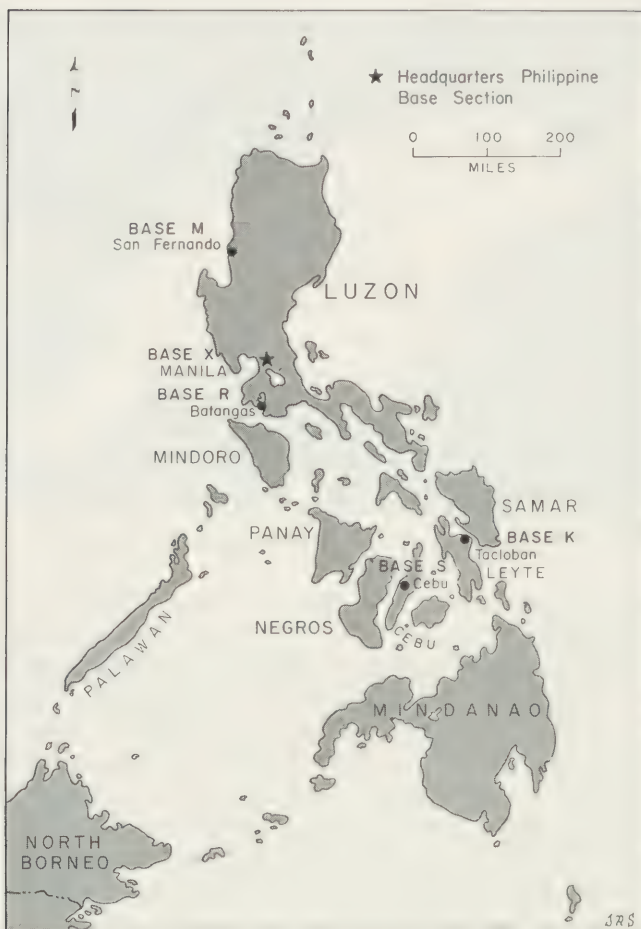 ★ Headquarters Philippine
Base Section
0 100 200
MILES
BASE M
San Fernando
LUZON
BASE X
MANILA
BASE R
Batangas
MINDORO
SAMAR
PANAY
BASE K
Tacloban
BASE S
Cebu
LEYTE
NEGROS
CEBU
PALAWAN
MINDANAO
NORTH
BORNEO